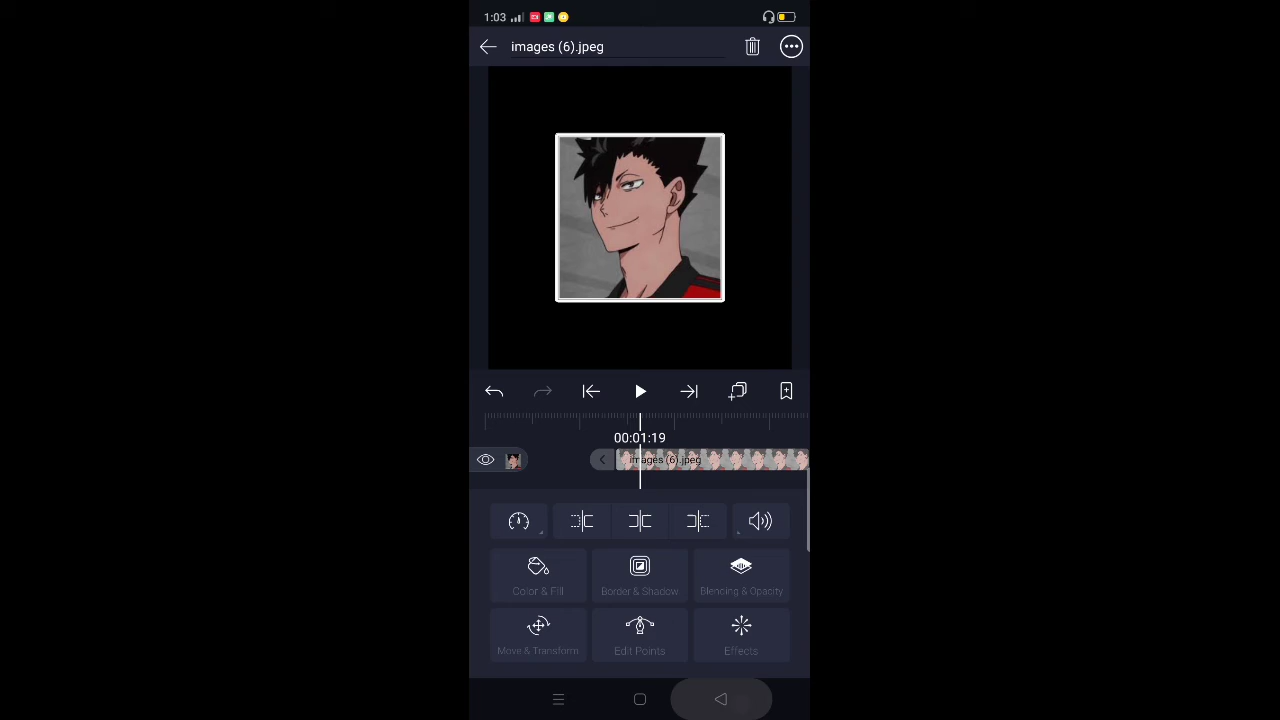 1:03
images (6).jpeg
00:01:19
images (6).jpeg
Color & Fill
Border & Shadow
Blending & Opacity
Move & Transform
Edit Points
Effects